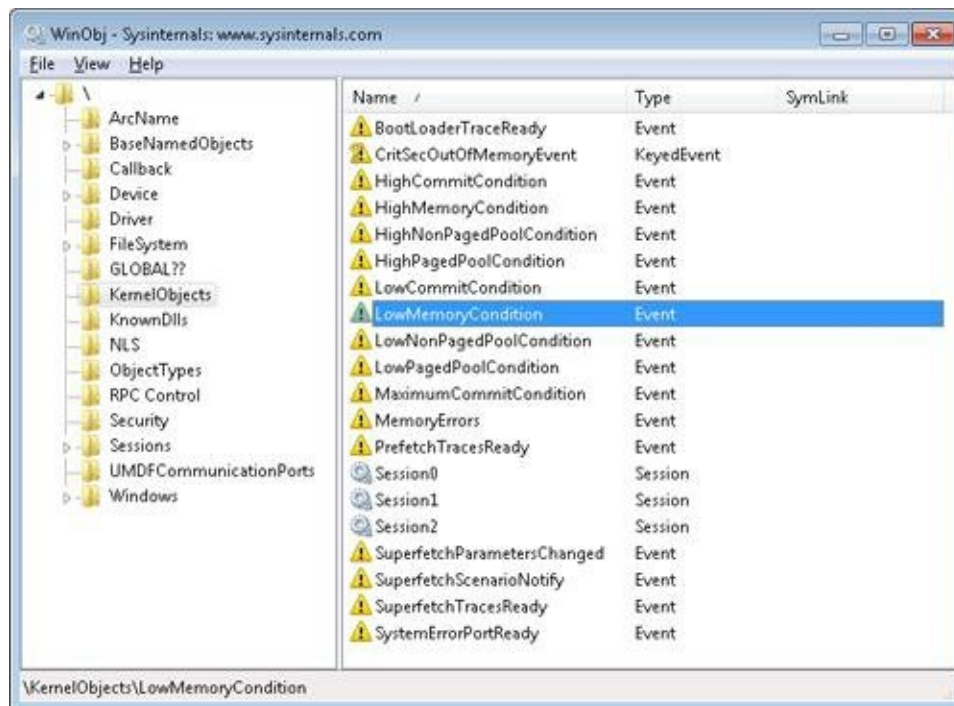 WinObj - Sysinternals: www.sysinternals.com
File View Help
\
ArcName
BaseNamedObjects
Callback
Device
Driver
FileSystem
GLOBAL??
KernelObjects
KnownDlls
NLS
ObjectTypes
RPC Control
Security
Sessions
UMDFCommunicationPorts
Windows
Name / Type SymLink
BootLoaderTraceReady Event
CritSecOutOfMemoryEvent KeyedEvent
HighCommitCondition Event
HighMemoryCondition Event
HighNonPagedPoolCondition Event
HighPagedPoolCondition Event
LowCommitCondition Event
LowMemoryCondition Event
LowNonPagedPoolCondition Event
LowPagedPoolCondition Event
MaximumCommitCondition Event
MemoryErrors Event
PrefetchTracesReady Event
Session0 Session
Session1 Session
Session2 Session
SuperfetchParametersChanged Event
SuperfetchScenarioNotify Event
SuperfetchTracesReady Event
SystemErrorPortReady Event
\KernelObjects\LowMemoryCondition